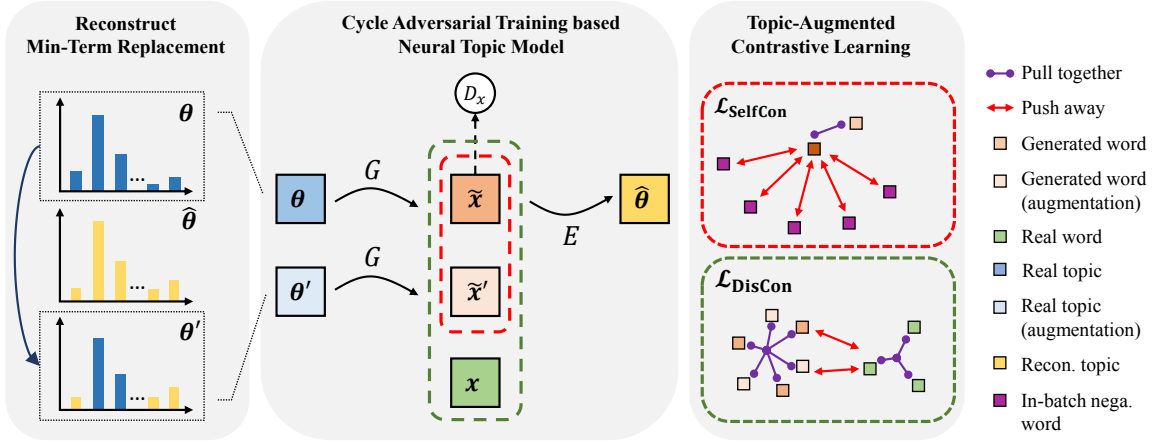 Reconstruct
Min-Term Replacement
θ
...
θ̂
...
θ′
...
Cycle Adversarial Training based
Neural Topic Model
D_x
θ
G
x̃
E
θ̂
θ′
G
x̃′
x
Topic-Augmented
Contrastive Learning
ℒ_SelfCon
ℒ_DisCon
Pull together
Push away
Generated word
Generated word
(augmentation)
Real word
Real topic
Real topic
(augmentation)
Recon. topic
In-batch nega.
word